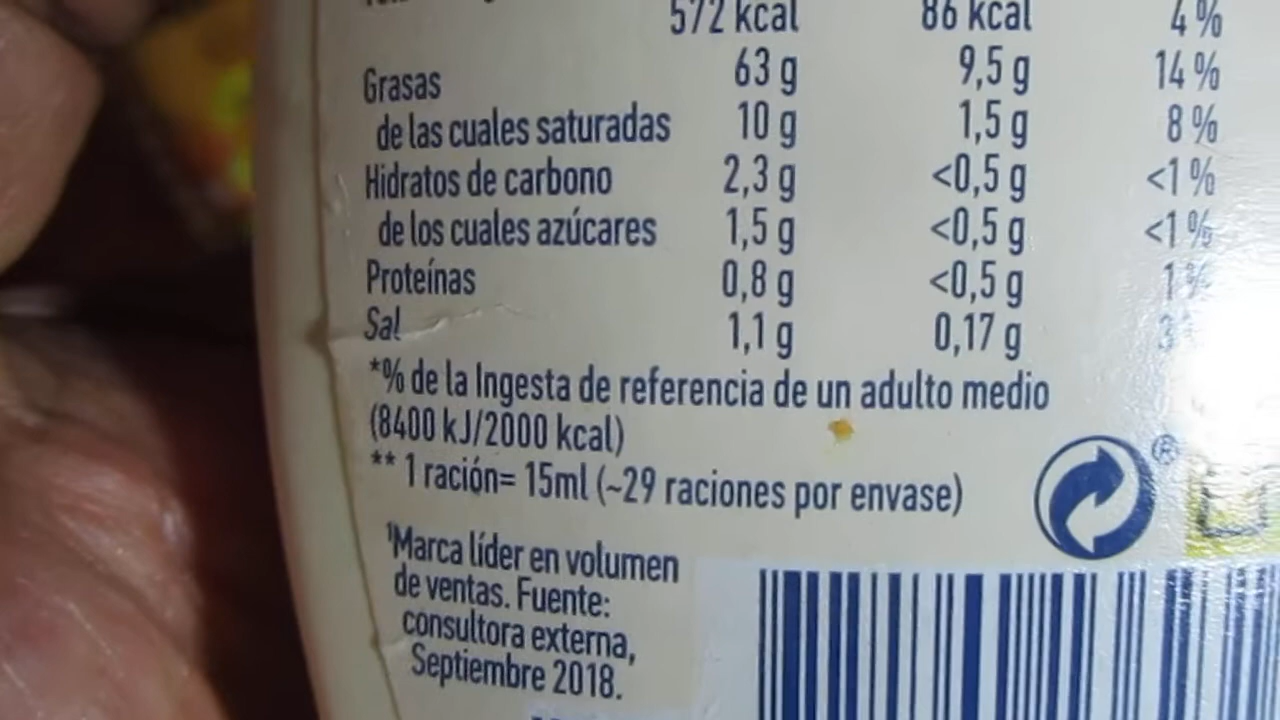 572 kcal 86 kcal 4%
Grasas 63 g 9,5 g 14%
de las cuales saturadas 10 g 1,5 g 8%
Hidratos de carbono 2,3 g <0,5 g <1%
de los cuales azúcares 1,5 g <0,5 g <1%
Proteínas 0,8 g <0,5 g 1%
Sal 1,1 g 0,17 g
*% de la Ingesta de referencia de un adulto medio
(8400 kJ/2000 kcal)
** 1 ración= 15ml (~29 raciones por envase)
®
¹Marca líder en volumen
de ventas. Fuente:
consultora externa,
Septiembre 2018.